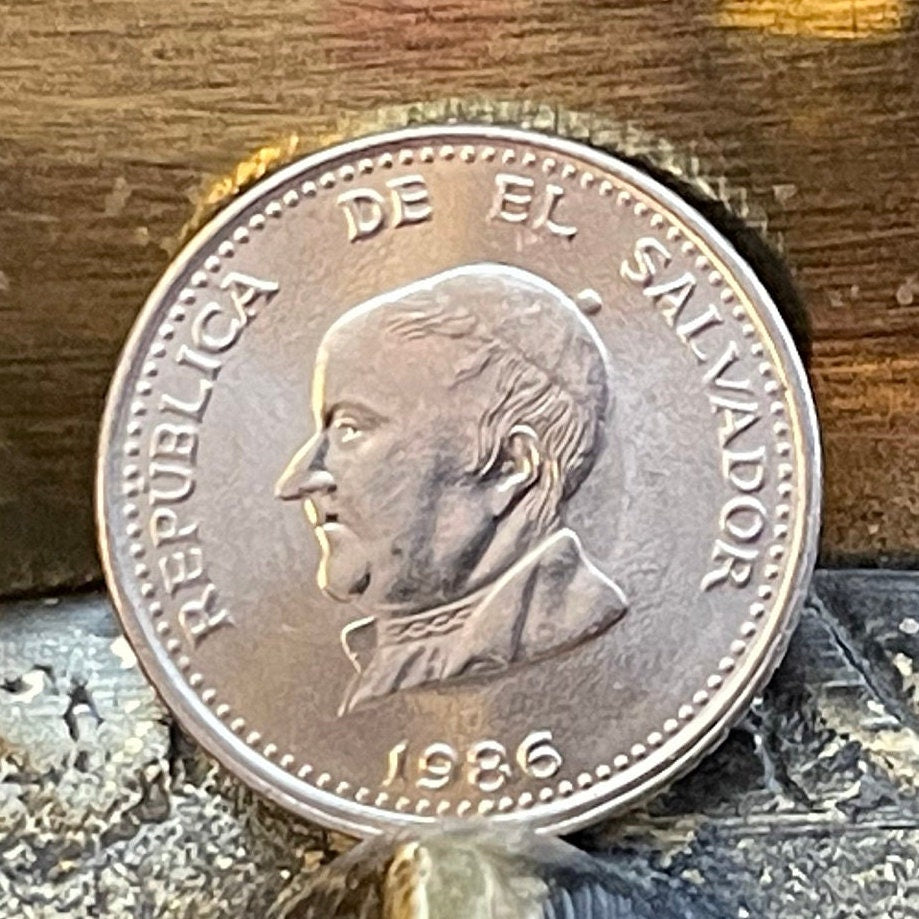 REPUBLICA DE EL SALVADOR
1986